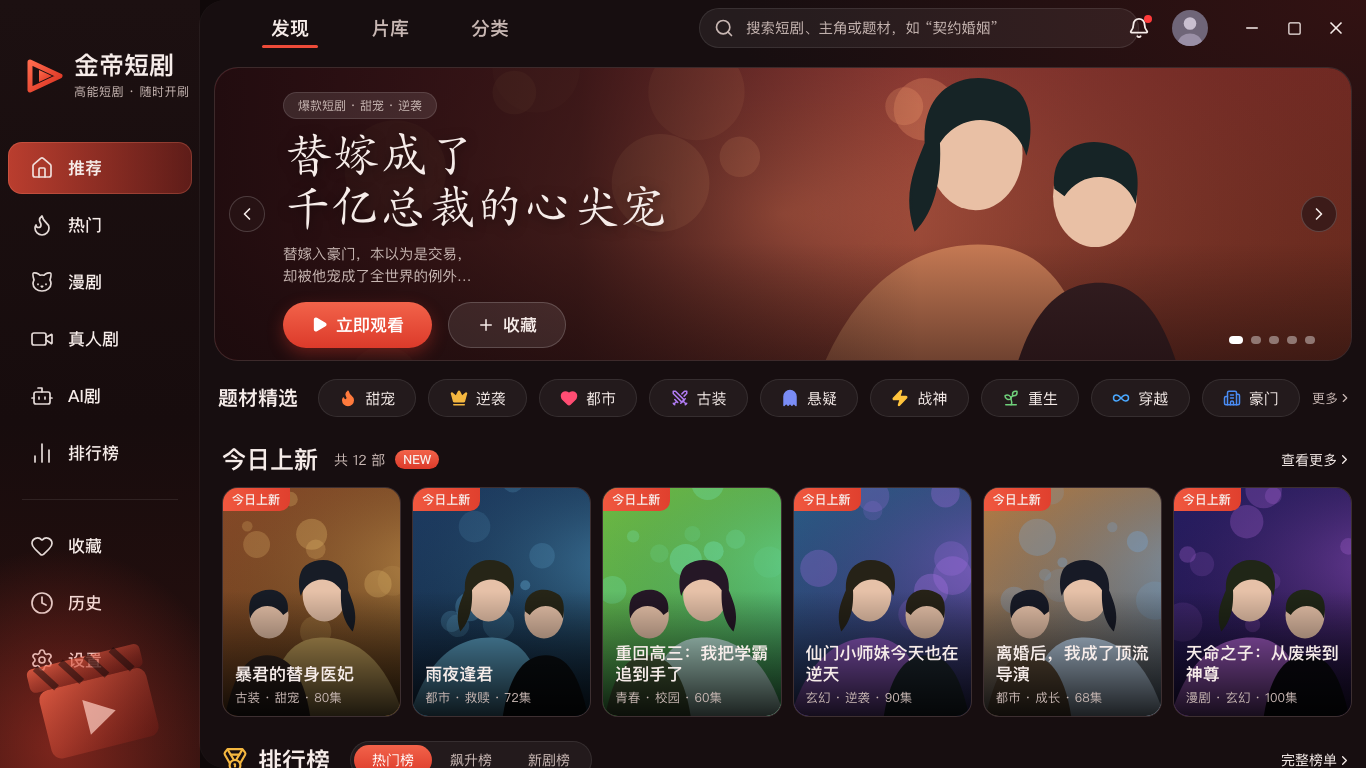 金帝短剧
高能短剧 · 随时开刷
推荐
热门
漫剧
真人剧
AI剧
排行榜
收藏
历史
设置
发现 片库 分类
搜索短剧、主角或题材，如 “契约婚姻”
爆款短剧 · 甜宠 · 逆袭
替嫁成了
千亿总裁的心尖宠
替嫁入豪门，本以为是交易，
却被他宠成了全世界的例外…
立即观看 收藏
题材精选 甜宠 逆袭 都市 古装 悬疑 战神 重生 穿越 豪门 更多
今日上新 共 12 部 NEW 查看更多
今日上新
暴君的替身医妃
古装 · 甜宠 · 80集
今日上新
雨夜逢君
都市 · 救赎 · 72集
今日上新
重回高三：我把学霸
追到手了
青春 · 校园 · 60集
今日上新
仙门小师妹今天也在
逆天
玄幻 · 逆袭 · 90集
今日上新
离婚后，我成了顶流
导演
都市 · 成长 · 68集
今日上新
天命之子：从废柴到
神尊
漫剧 · 玄幻 · 100集
排行榜 热门榜 飙升榜 新剧榜 完整榜单